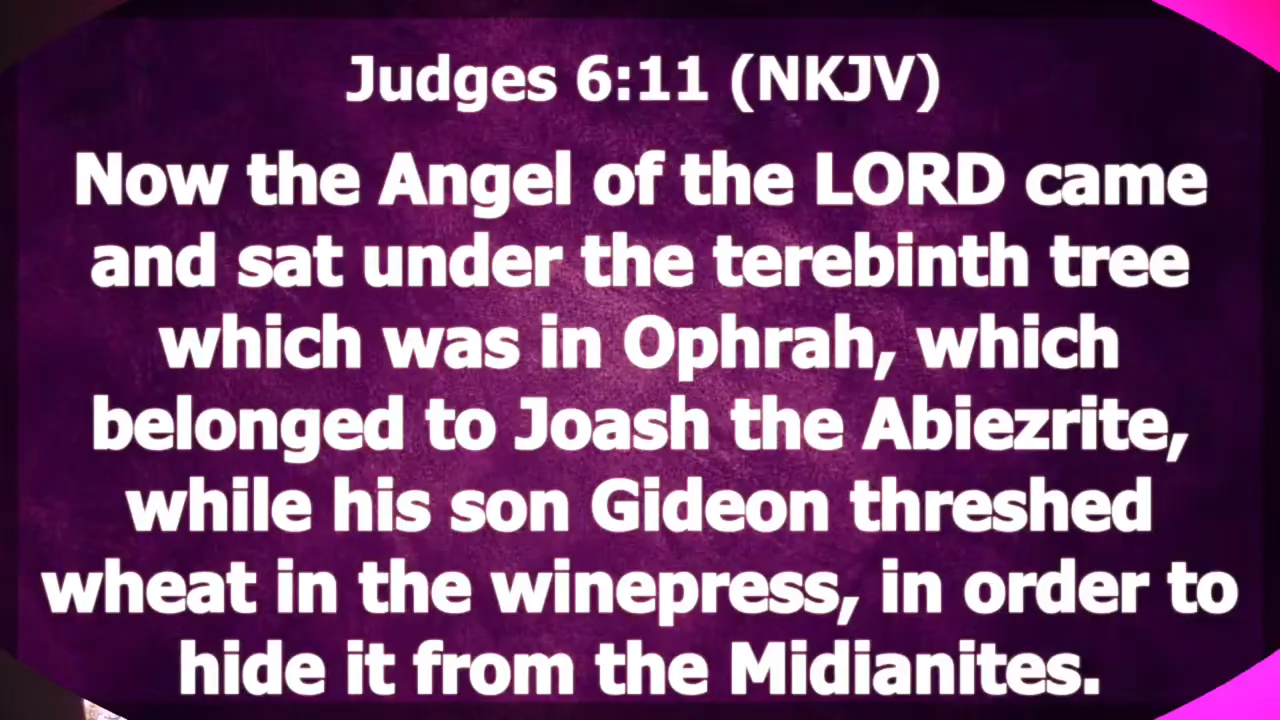 Judges 6:11 (NKJV)
Now the Angel of the LORD came
and sat under the terebinth tree
which was in Ophrah, which
belonged to Joash the Abiezrite,
while his son Gideon threshed
wheat in the winepress, in order to
hide it from the Midianites.